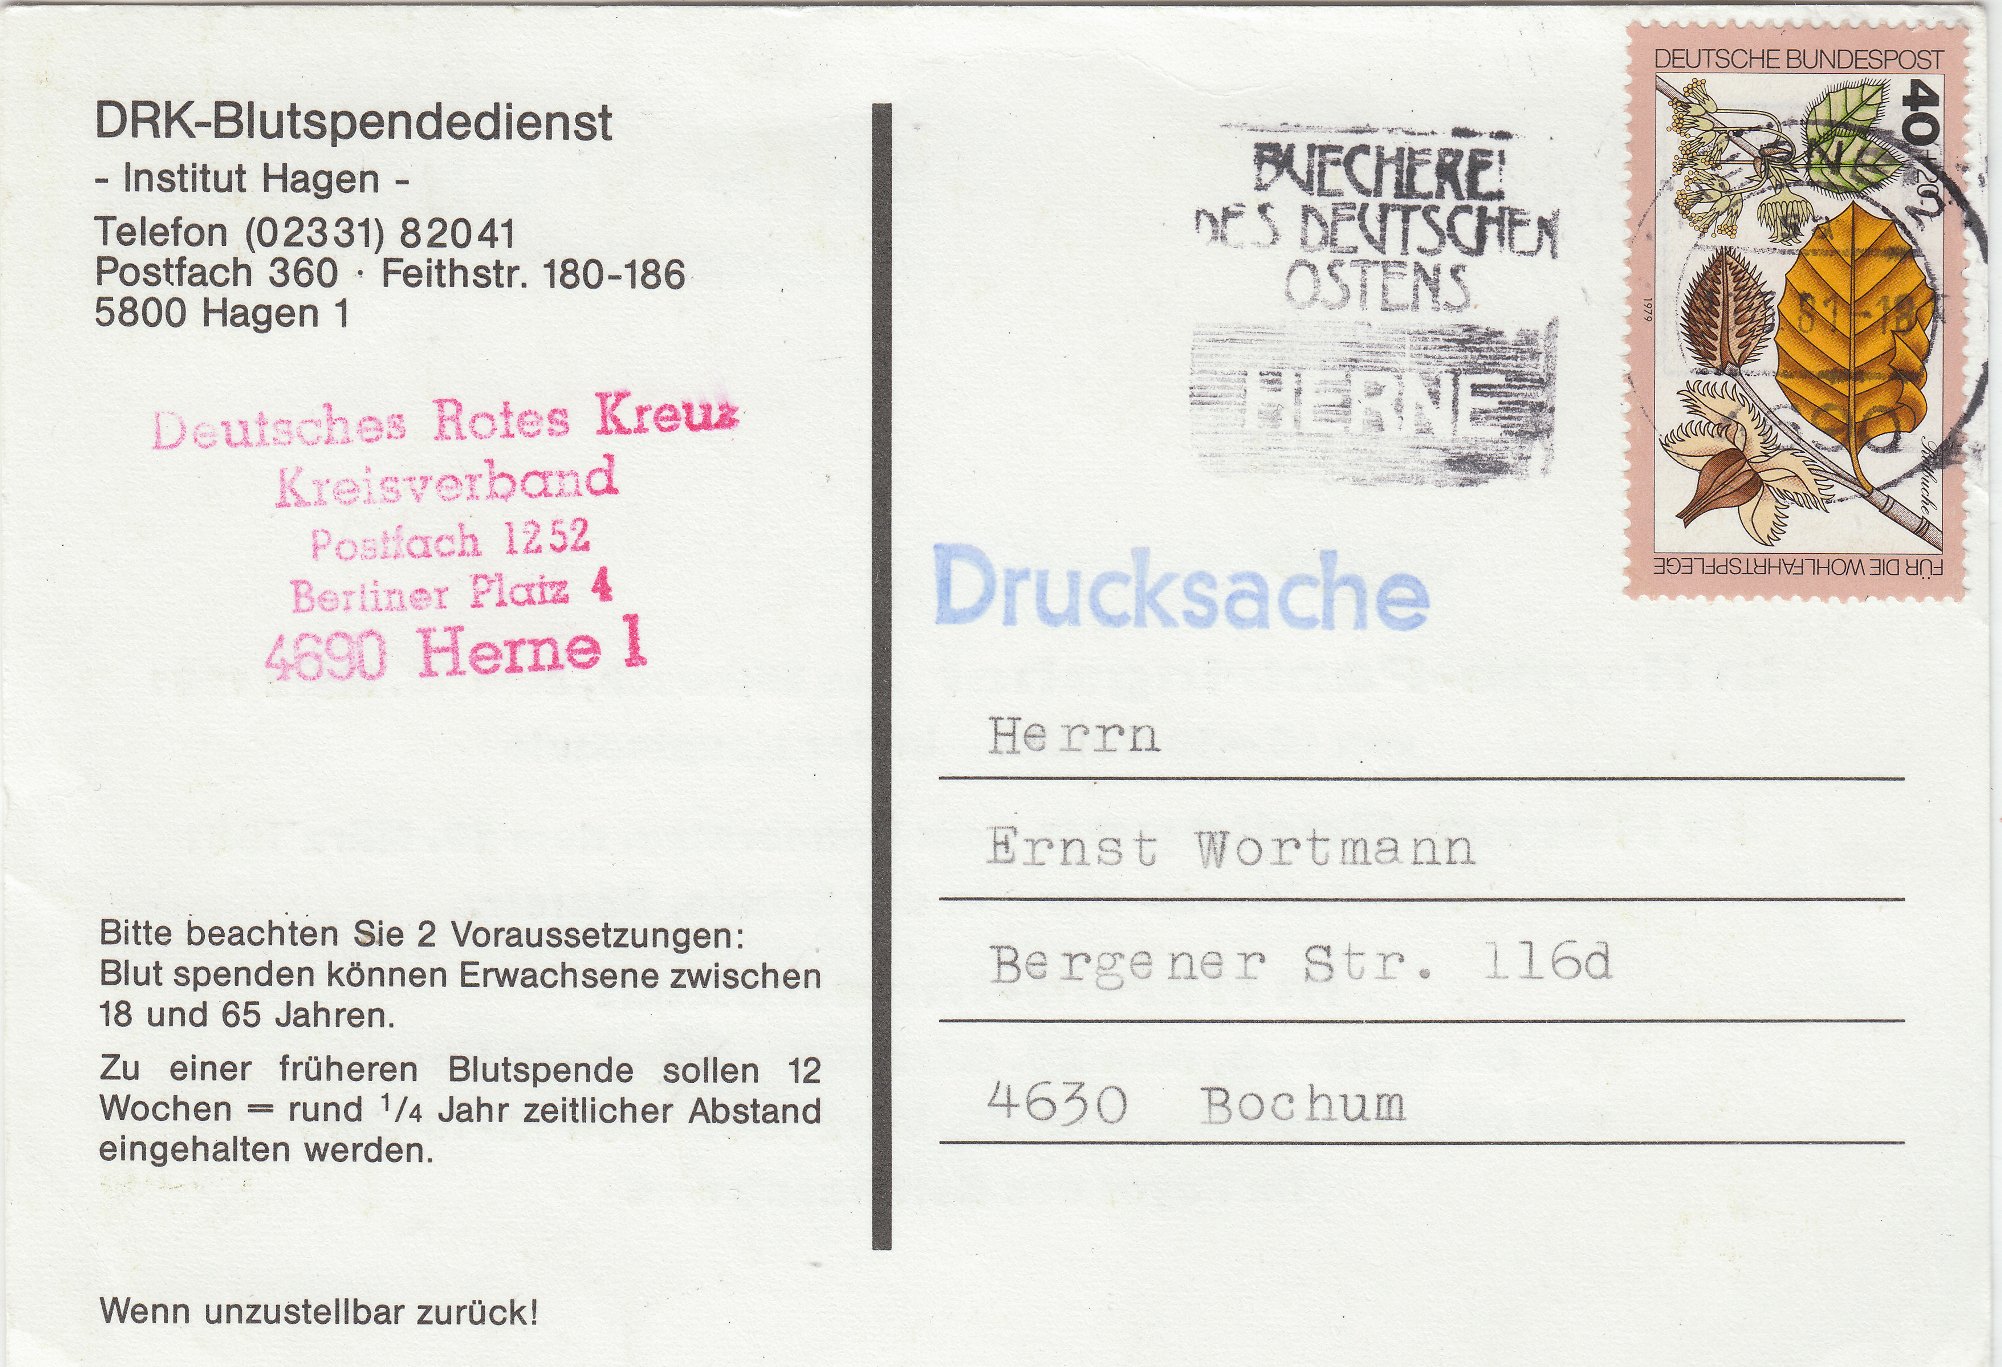 DRK-Blutspendedienst
- Institut Hagen -
Telefon (02331) 82041
Postfach 360 · Feithstr. 180-186
5800 Hagen 1
Deutsches Rotes Kreuz
Kreisverband
Postfach 1252
Berliner Platz 4
4690 Herne 1
Bitte beachten Sie 2 Voraussetzungen:
Blut spenden können Erwachsene zwischen
18 und 65 Jahren.
Zu einer früheren Blutspende sollen 12
Wochen = rund 1/4 Jahr zeitlicher Abstand
eingehalten werden.
Wenn unzustellbar zurück!
BUECHEREI
DES DEUTSCHEN
OSTENS
HERNE
DEUTSCHE BUNDESPOST
40
+20
1979
Rotbuche
FÜR DIE WOHLFAHRTSPFLEGE
Drucksache
Herrn
Ernst Wortmann
Bergener Str. 116d
4630 Bochum